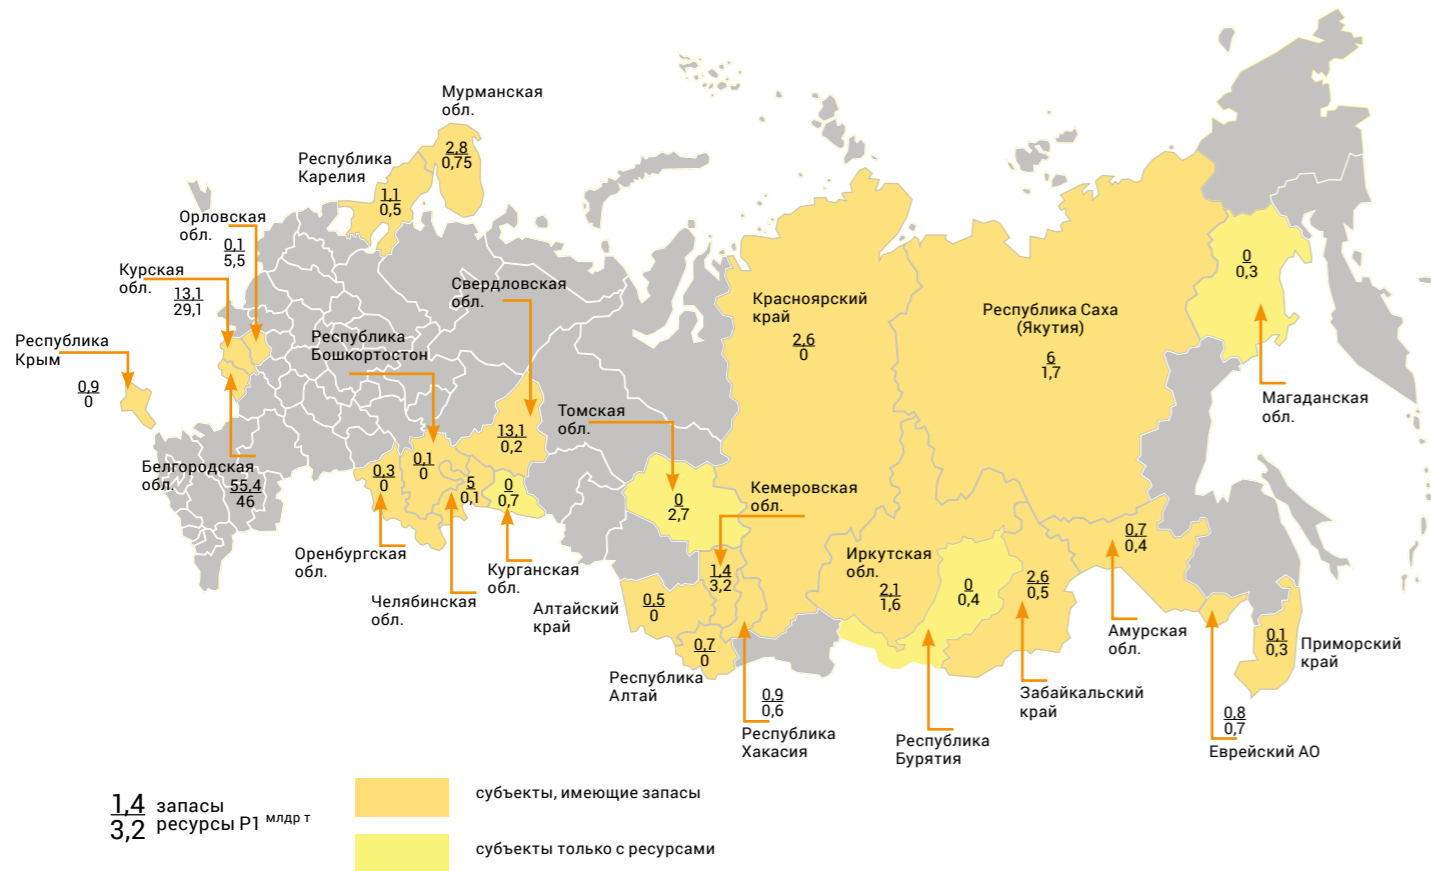 Мурманская
обл.
2,8
0,75
Республика
Карелия
1,1
0,5
Орловская
обл.
0,1
5,5
Курская
обл.
13,1
29,1
Республика
Крым
0,9
0
Белгородская
обл.
55,4
46
Республика
Бошкортостон
0,1
0
Свердловская
обл.
13,1
0,2
Оренбургская
обл.
0,3
0
Челябинская
обл.
5
0,1
Курганская
обл.
0
0,7
Томская
обл.
0
2,7
Кемеровская
обл.
1,4
3,2
Алтайский
край
0,5
0
Республика
Алтай
0,7
0
Республика
Хакасия
0,9
0,6
Красноярский
край
2,6
0
Иркутская
обл.
2,1
1,6
Республика
Бурятия
0
0,4
Забайкальский
край
2,6
0,5
Республика Саха
(Якутия)
6
1,7
Магаданская
обл.
0
0,3
Амурская
обл.
0,7
0,4
Еврейский АО
0,8
0,7
Приморский
край
0,1
0,3
1,4 запасы
3,2 ресурсы Р1 млдр т
субъекты, имеющие запасы
субъекты только с ресурсами